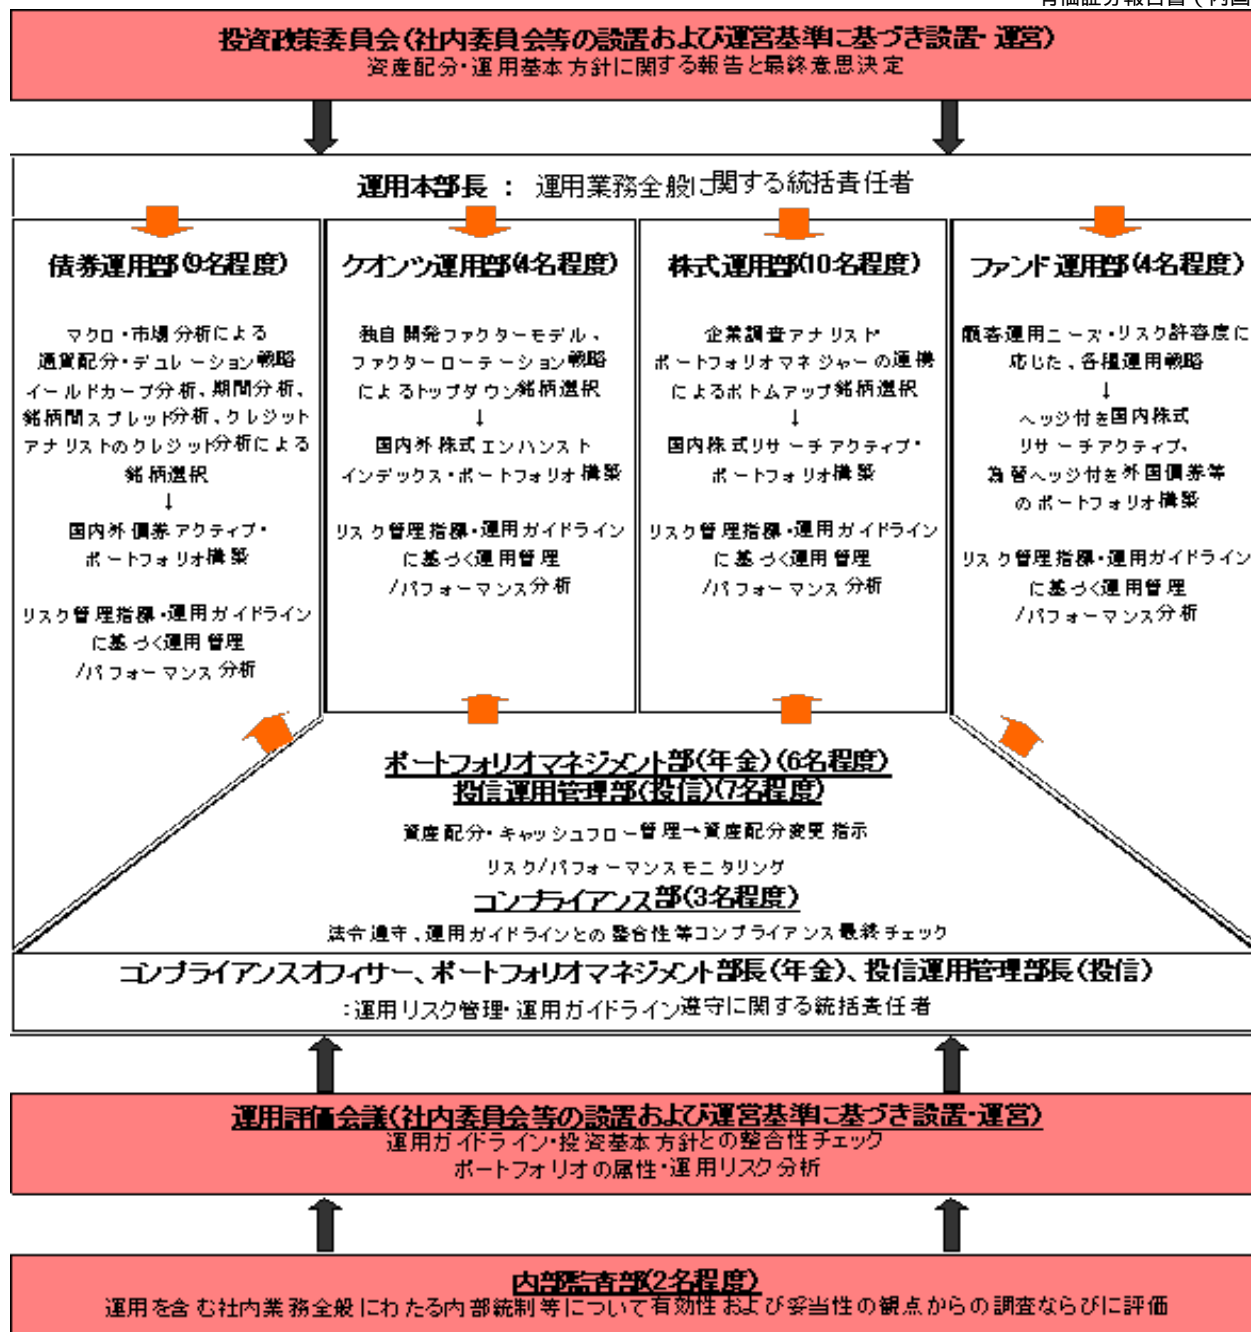 投資政策委員会(社内委員会等の設置および運営基準に基づき設置・運営)
資産配分・運用基本方針に関する報告と最終意思決定
運用本部長 : 運用業務全般に関する統括責任者
債券運用部(9名程度)
マクロ・市場分析による
通貨配分・デュレーション戦略
イールドカーブ分析、期間分析、
銘柄間スプレッド分析、クレジット
アナリストのクレジット分析による
銘柄選択
↓
国内外債券アクティブ・
ポートフォリオ構築
リスク管理指標・運用ガイドライン
に基づく運用管理
/パフォーマンス分析
クオンツ運用部(4名程度)
独自開発ファクターモデル、
ファクターローテーション戦略
によるトップダウン銘柄選択
↓
国内外株式エンハンスト
インデックス・ポートフォリオ構築
リスク管理指標・運用ガイドライン
に基づく運用管理
/パフォーマンス分析
株式運用部(10名程度)
企業調査アナリスト
ポートフォリオマネジャーの連携
によるボトムアップ銘柄選択
↓
国内株式リサーチアクティブ・
ポートフォリオ構築
リスク管理指標・運用ガイドライン
に基づく運用管理
/パフォーマンス分析
ファンド運用部(4名程度)
顧客運用ニーズ・リスク許容度に
応じた、各種運用戦略
↓
ヘッジ付を国内株式
リサーチアクティブ、
為替ヘッジ付を外国債券等
のポートフォリオ構築
リスク管理指標・運用ガイドライン
に基づく運用管理
/パフォーマンス分析
ポートフォリオマネジメント部(年金)(6名程度)
投信運用管理部(投信)(7名程度)
資産配分・キャッシュフロー管理→資産配分変更指示
リスク/パフォーマンスモニタリング
コンプライアンス部(3名程度)
法令遵守、運用ガイドラインとの整合性等コンプライアンス最終チェック
コンプライアンスオフィサー、ポートフォリオマネジメント部長(年金)、投信運用管理部長(投信)
:運用リスク管理・運用ガイドライン遵守に関する統括責任者
運用評価会議(社内委員会等の設置および運営基準に基づき設置・運営)
運用ガイドライン・投資基本方針との整合性チェック
ポートフォリオの属性・運用リスク分析
内部監査部(2名程度)
運用を含む社内業務全般にわたる内部統制等について有効性および妥当性の観点からの調査ならびに評価